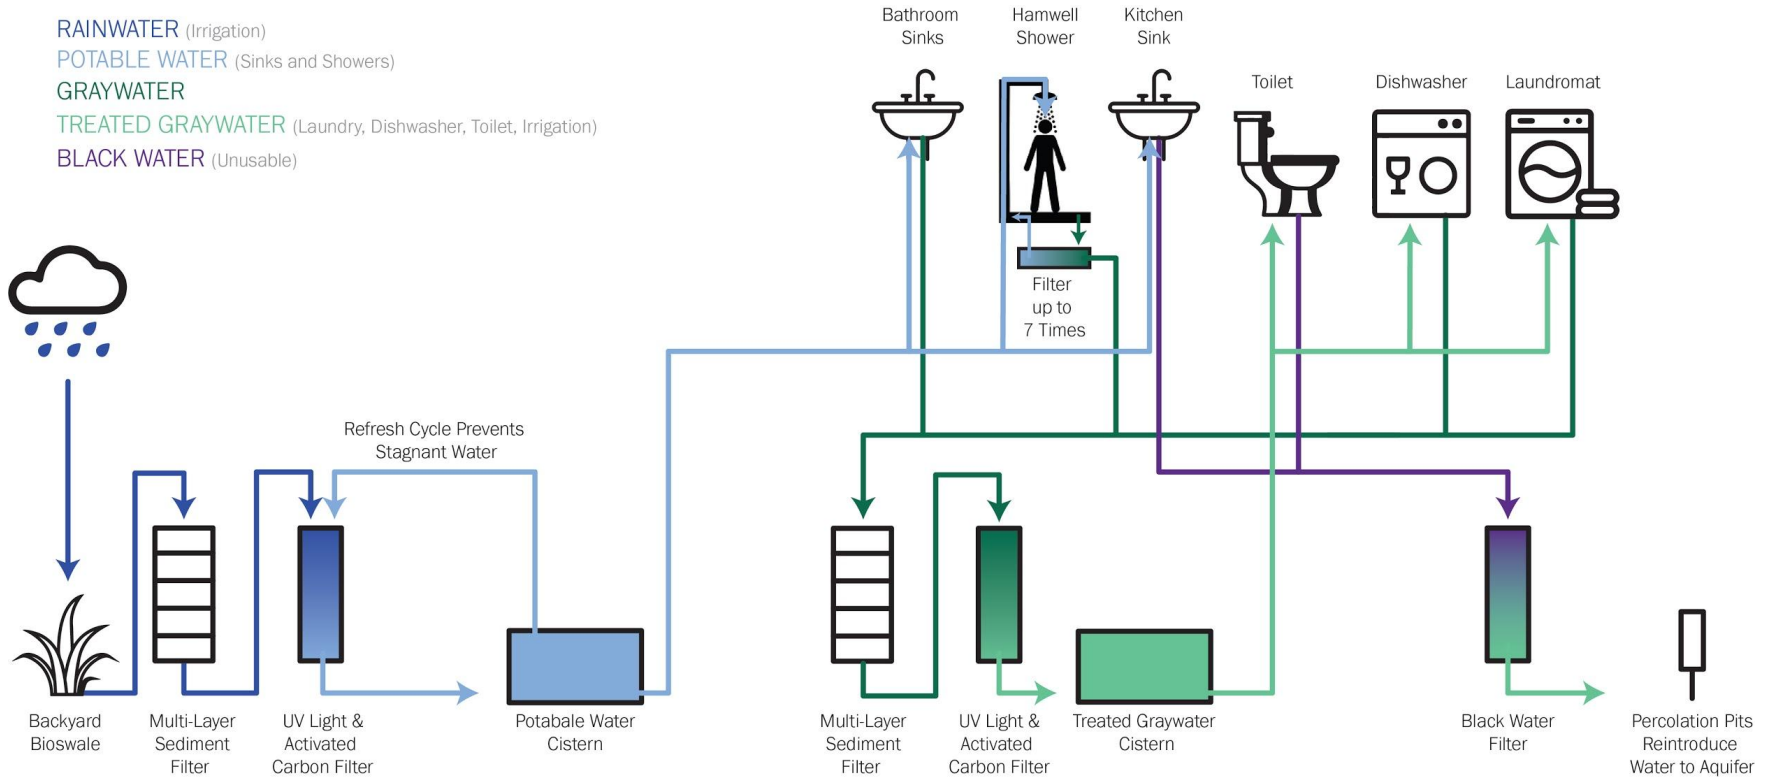 RAINWATER (Irrigation)
POTABLE WATER (Sinks and Showers)
GRAYWATER
TREATED GRAYWATER (Laundry, Dishwasher, Toilet, Irrigation)
BLACK WATER (Unusable)
Bathroom
Sinks
Hamwell
Shower
Kitchen
Sink
Toilet
Dishwasher
Laundromat
Filter
up to
7 Times
Refresh Cycle Prevents
Stagnant Water
Backyard
Bioswale
Multi-Layer
Sediment
Filter
UV Light &
Activated
Carbon Filter
Potabale Water
Cistern
Multi-Layer
Sediment
Filter
UV Light &
Activated
Carbon Filter
Treated Graywater
Cistern
Black Water
Filter
Percolation Pits
Reintroduce
Water to Aquifer